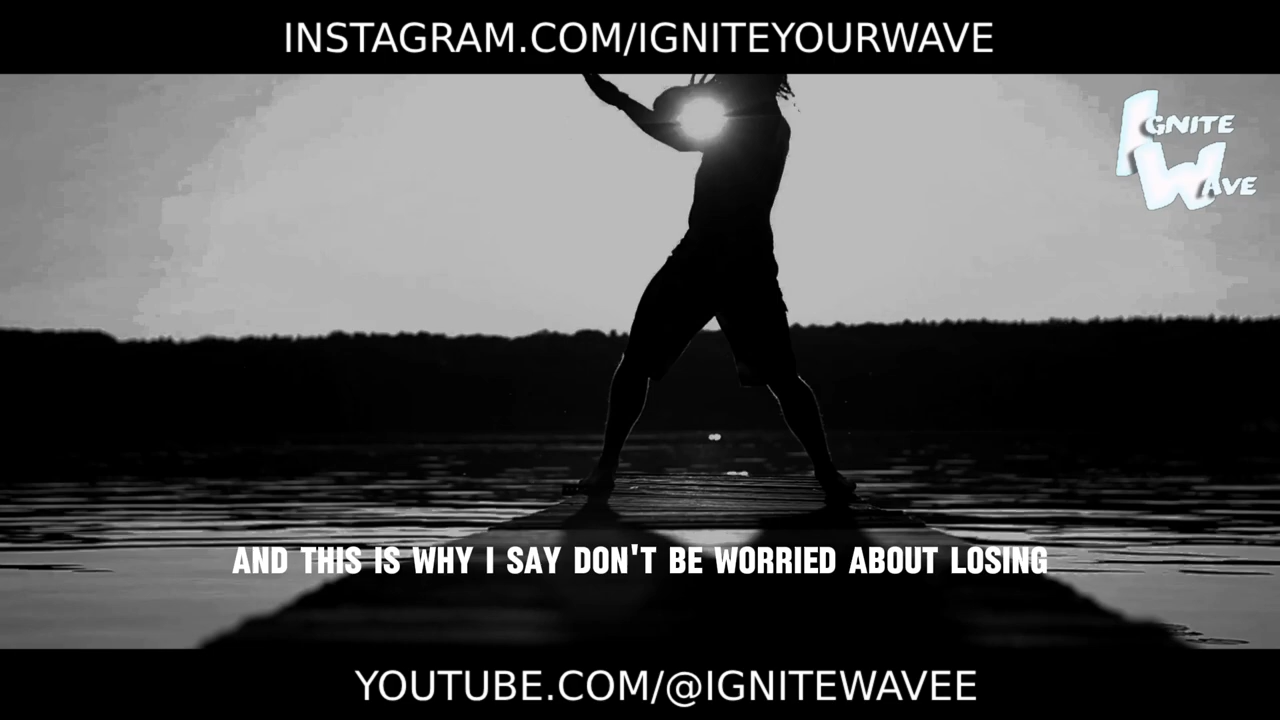 INSTAGRAM.COM/IGNITEYOURWAVE
IGNITE
WAVE
AND THIS IS WHY I SAY DON'T BE WORRIED ABOUT LOSING
YOUTUBE.COM/@IGNITEWAVEE